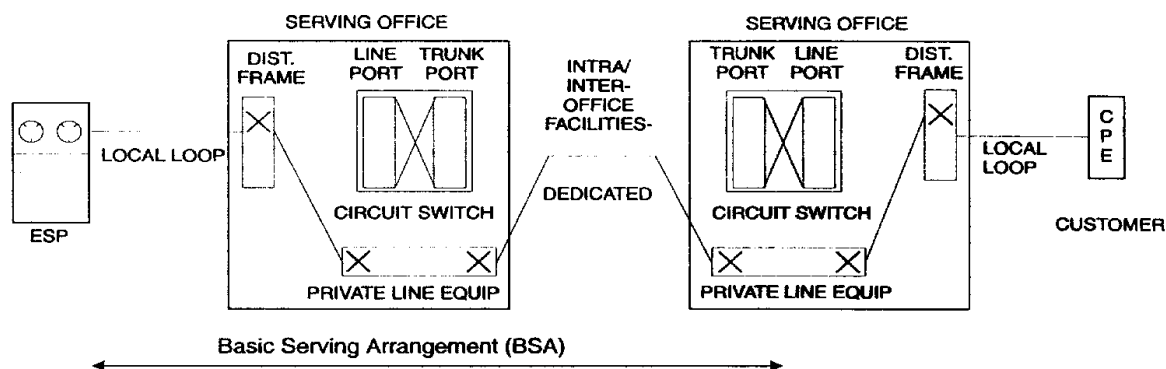 SERVING OFFICE
DIST.
FRAME
LINE
PORT
TRUNK
PORT
LOCAL LOOP
ESP
CIRCUIT SWITCH
PRIVATE LINE EQUIP
INTRA/
INTER-
OFFICE
FACILITIES-
DEDICATED
SERVING OFFICE
TRUNK
PORT
LINE
PORT
DIST.
FRAME
CIRCUIT SWITCH
PRIVATE LINE EQUIP
LOCAL
LOOP
C
P
E
CUSTOMER
Basic Serving Arrangement (BSA)